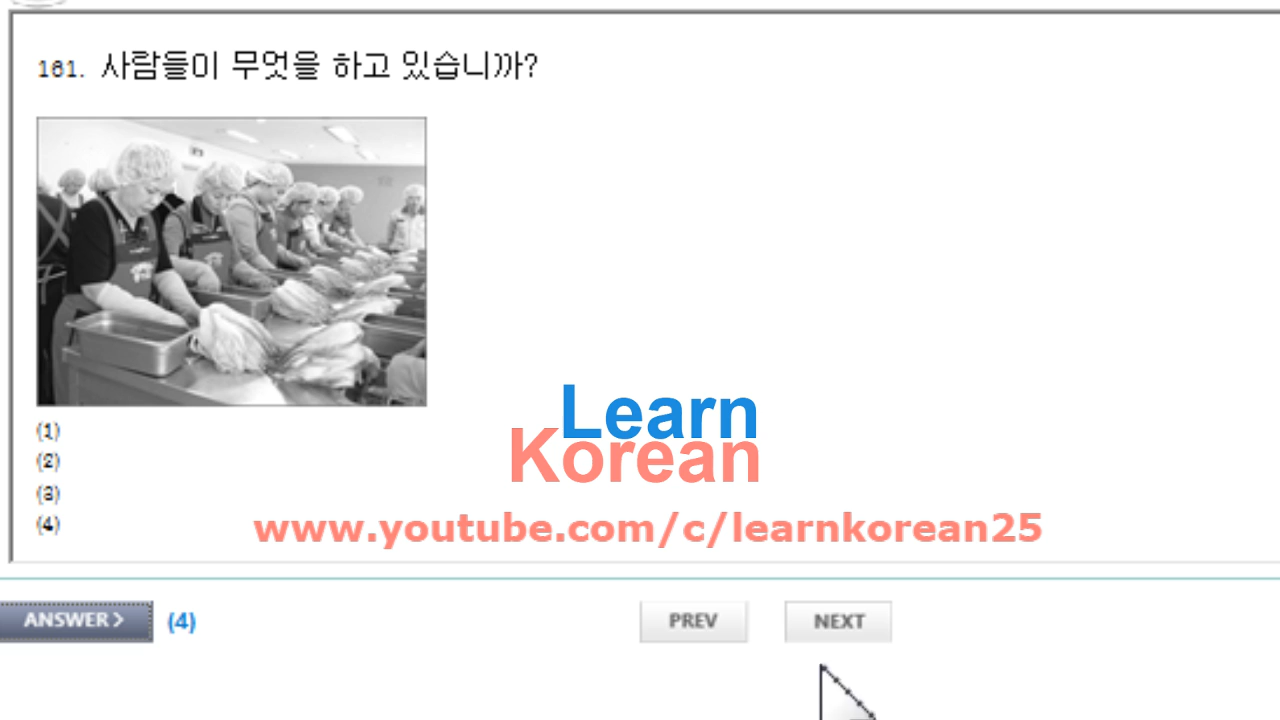 161. 사람들이 무엇을 하고 있습니까?
(1)
(2)
(3)
(4)
Learn
Korean
www.youtube.com/c/learnkorean25
ANSWER > (4)
PREV
NEXT